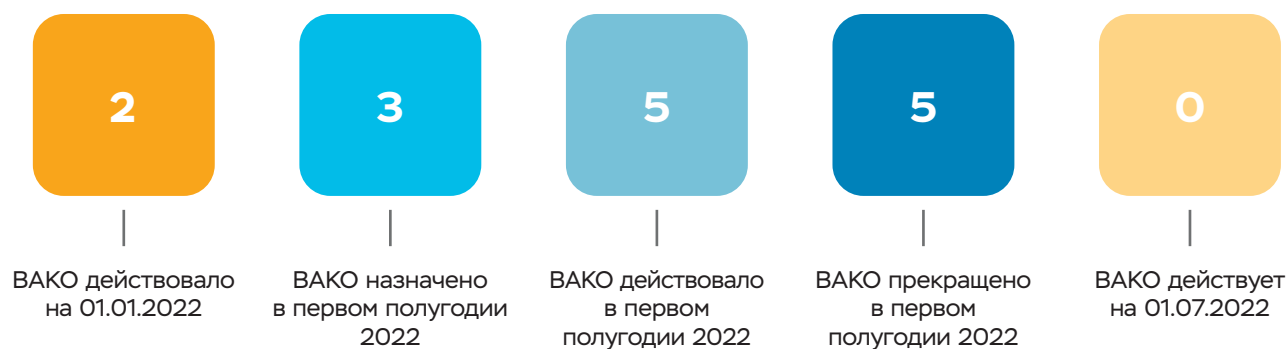 2
3
5
5
0
ВАКО действовало
на 01.01.2022
ВАКО назначено
в первом полугодии
2022
ВАКО действовало
в первом
полугодии 2022
ВАКО прекращено
в первом
полугодии 2022
ВАКО действует
на 01.07.2022